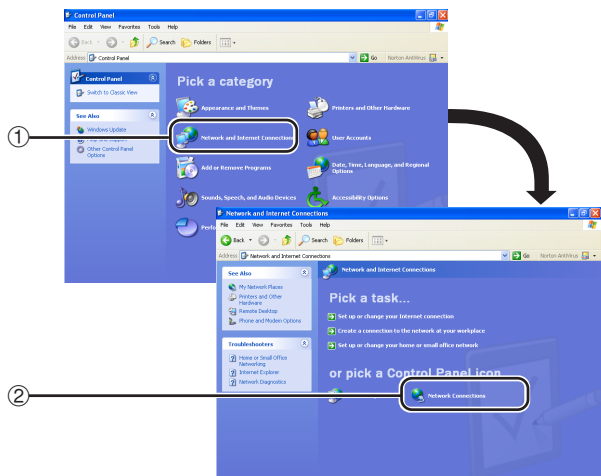 Control Panel
File Edit View Favorites Tools Help
Back Search Folders
Address Control Panel Go Norton AntiVirus
Control Panel
Switch to Classic View
See Also
Windows Update
Help and Support
Other Control Panel
Options
Pick a category
Appearance and Themes
Printers and Other Hardware
① Network and Internet Connections
User Accounts
Add or Remove Programs
Date, Time, Language, and Regional
Options
Sounds, Speech, and Audio Devices
Accessibility Options
Perfo
Network and Internet Connections
File Edit View Favorites Tools Help
Back Search Folders
Address Network and Internet Connections Go Norton AntiVirus
See Also
My Network Places
Printers and Other
Hardware
Remote Desktop
Phone and Modem Options
Troubleshooters
Home or Small Office
Networking
Internet Explorer
Network Diagnostics
Network and Internet Connections
Pick a task...
Set up or change your Internet connection
Create a connection to the network at your workplace
Set up or change your home or small office network
or pick a Control Panel icon
② Network Connections